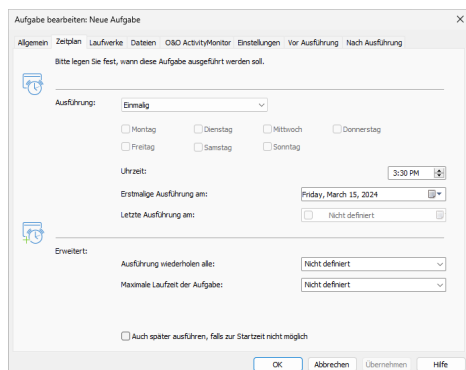 Aufgabe bearbeiten: Neue Aufgabe
Allgemein Zeitplan Laufwerke Dateien O&O ActivityMonitor Einstellungen Vor Ausführung Nach Ausführung
Bitte legen Sie fest, wann diese Aufgabe ausgeführt werden soll.
Ausführung: Einmalig
Montag Dienstag Mittwoch Donnerstag
Freitag Samstag Sonntag
Uhrzeit: 3:30 PM
Erstmalige Ausführung am: Friday, March 15, 2024
Letzte Ausführung am: Nicht definiert
Erweitert:
Ausführung wiederholen alle: Nicht definiert
Maximale Laufzeit der Aufgabe: Nicht definiert
Auch später ausführen, falls zur Startzeit nicht möglich
OK Abbrechen Übernehmen Hilfe